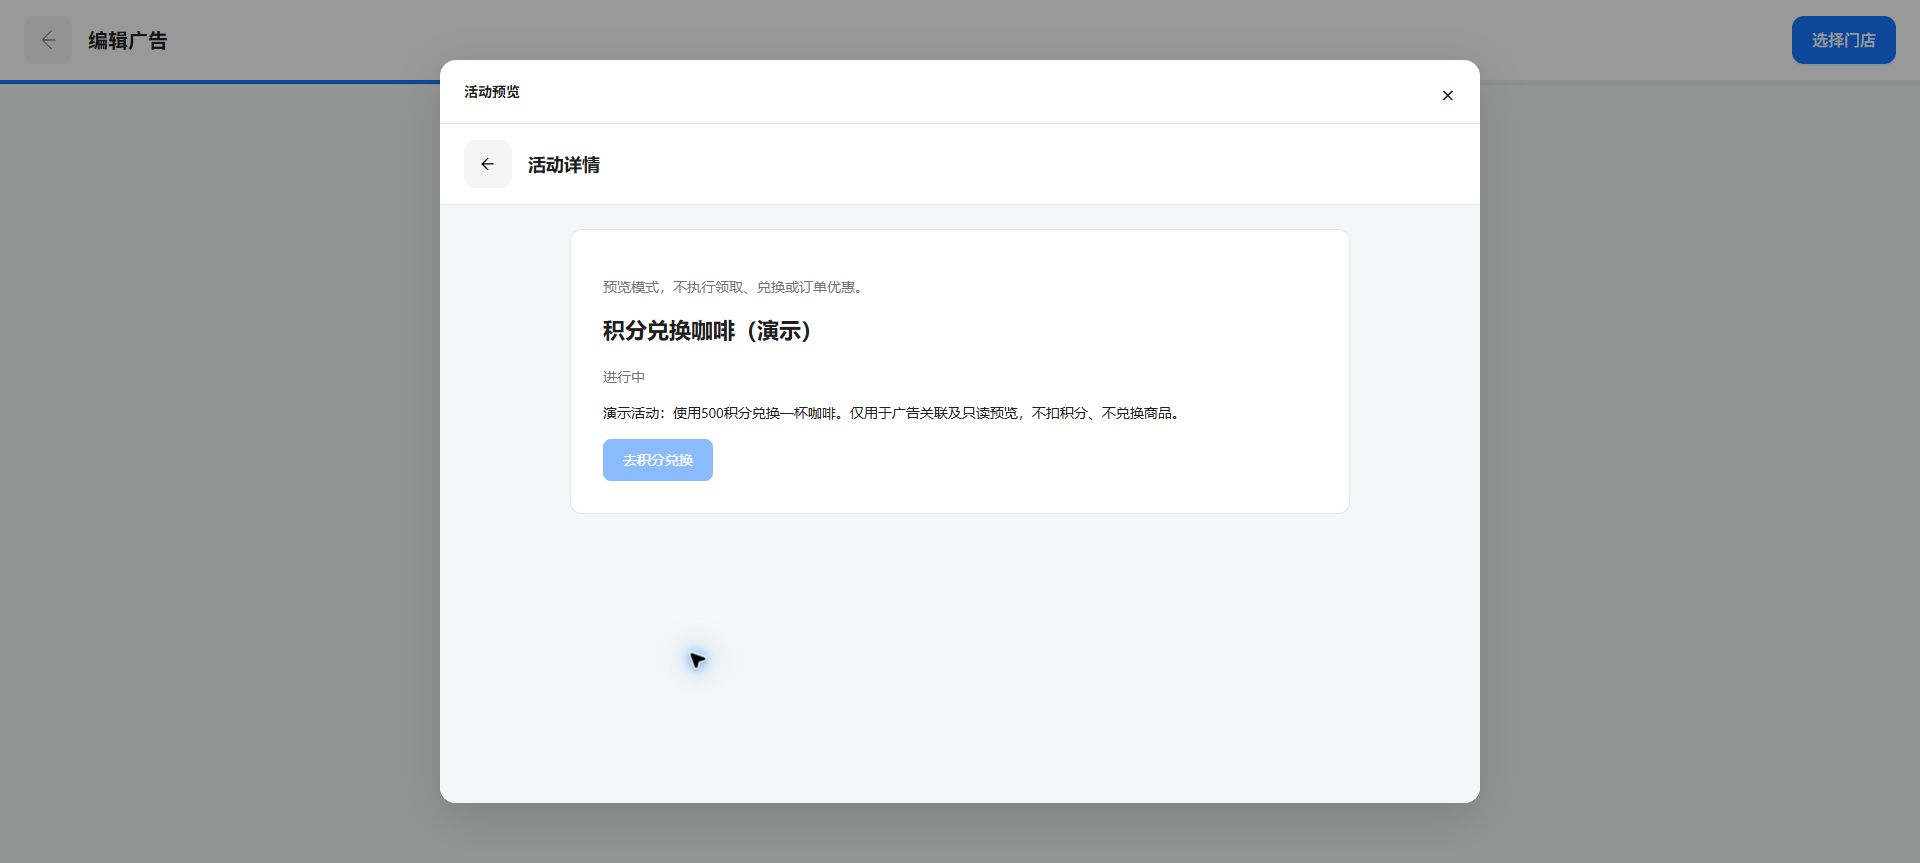 编辑广告
选择门店
活动预览
活动详情
预览模式，不执行领取、兑换或订单优惠。
积分兑换咖啡（演示）
进行中
演示活动：使用500积分兑换一杯咖啡。仅用于广告关联及只读预览，不扣积分、不兑换商品。
去积分兑换